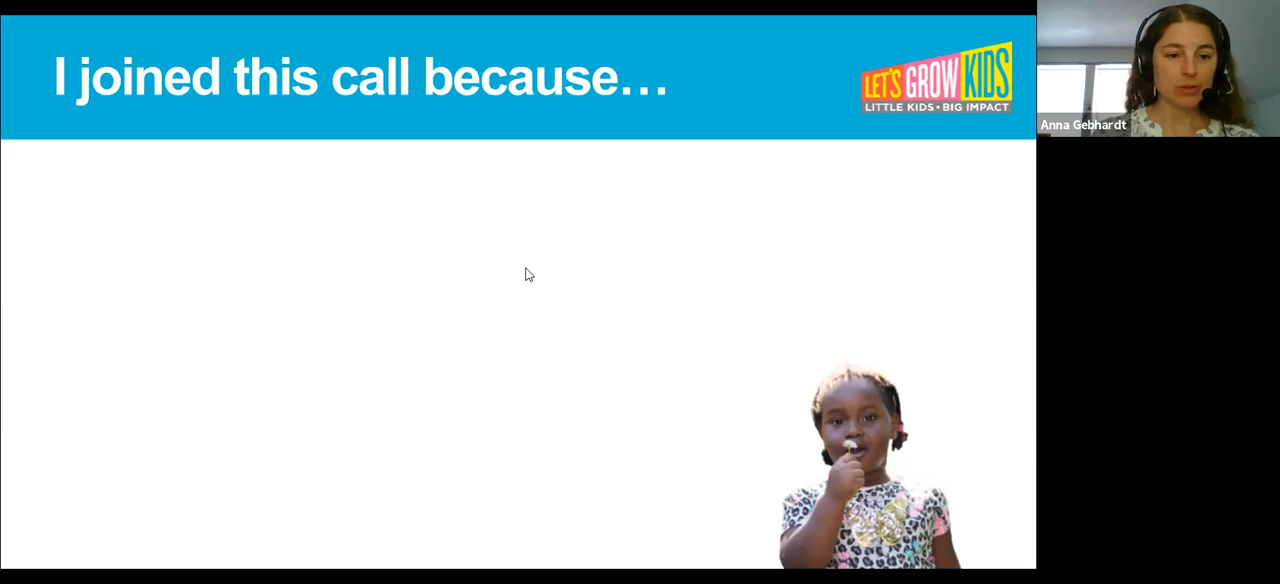 I joined this call because…
LET'S GROW KIDS
LITTLE KIDS • BIG IMPACT
Anna Gebhardt